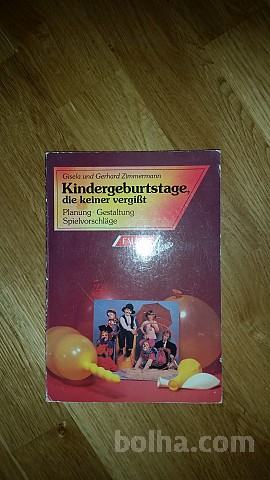 Gisela und Gerhard Zimmermann
Kindergeburtstage,
die keiner vergißt
Planung · Gestaltung
Spielvorschläge
bolha.com